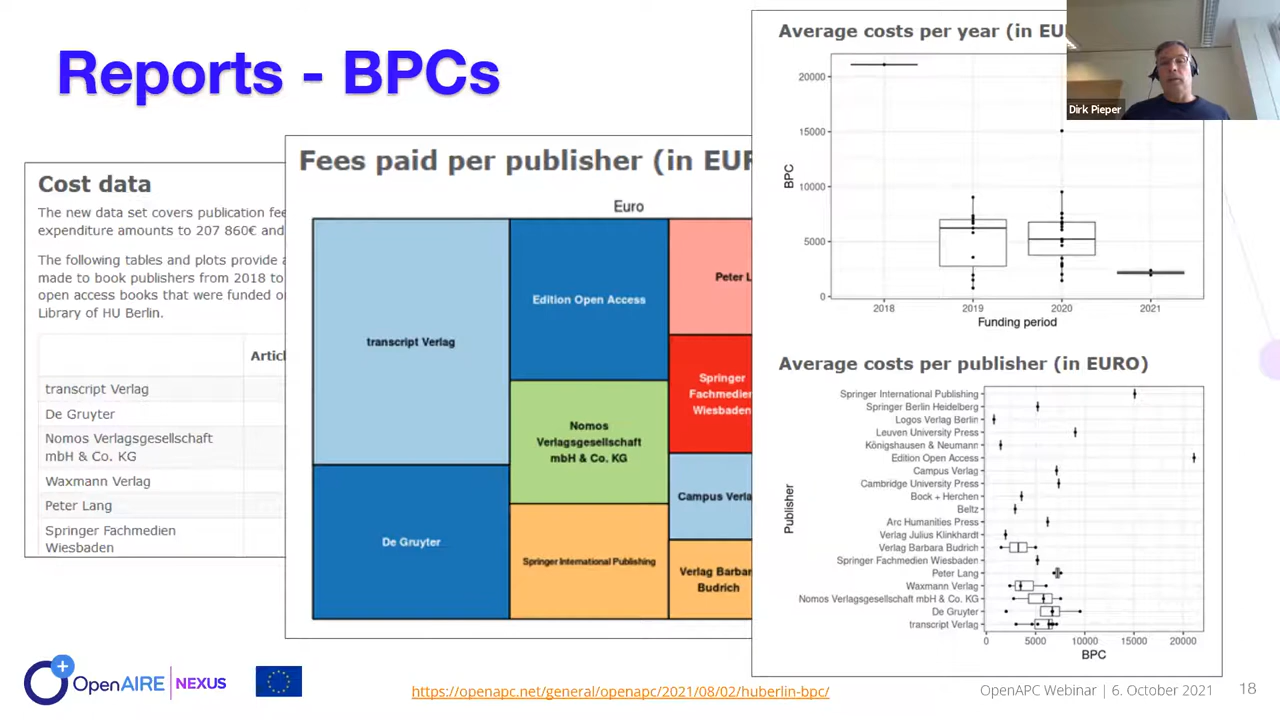 Reports - BPCs
Cost data
The new data set covers publication fee
expenditure amounts to 207 860€ and
The following tables and plots provide a
made to book publishers from 2018 to
open access books that were funded o
Library of HU Berlin.
Artic
transcript Verlag
De Gruyter
Nomos Verlagsgesellschaft
mbH & Co. KG
Waxmann Verlag
Peter Lang
Springer Fachmedien
Wiesbaden
Fees paid per publisher (in EUR
Euro
transcript Verlag
De Gruyter
Edition Open Access
Nomos
Verlagsgesellschaft
mbH & Co. KG
Springer International Publishing
Peter L
Springer
Fachmedien
Wiesbaden
Campus Verla
Verlag Barbar
Budrich
Average costs per year (in EU
20000
15000
10000
5000
0
BPC
2018 2019 2020 2021
Funding period
Dirk Pieper
Average costs per publisher (in EURO)
Publisher
Springer International Publishing
Springer Berlin Heidelberg
Logos Verlag Berlin
Leuven University Press
Königshausen & Neumann
Edition Open Access
Campus Verlag
Cambridge University Press
Bock + Herchen
Beltz
Arc Humanities Press
Verlag Julius Klinkhardt
Verlag Barbara Budrich
Springer Fachmedien Wiesbaden
Peter Lang
Waxmann Verlag
Nomos Verlagsgesellschaft mbH & Co. KG
De Gruyter
transcript Verlag
0 5000 10000 15000 20000
BPC
OpenAIRE NEXUS
https://openapc.net/general/openapc/2021/08/02/huberlin-bpc/
OpenAPC Webinar | 6. October 2021 18